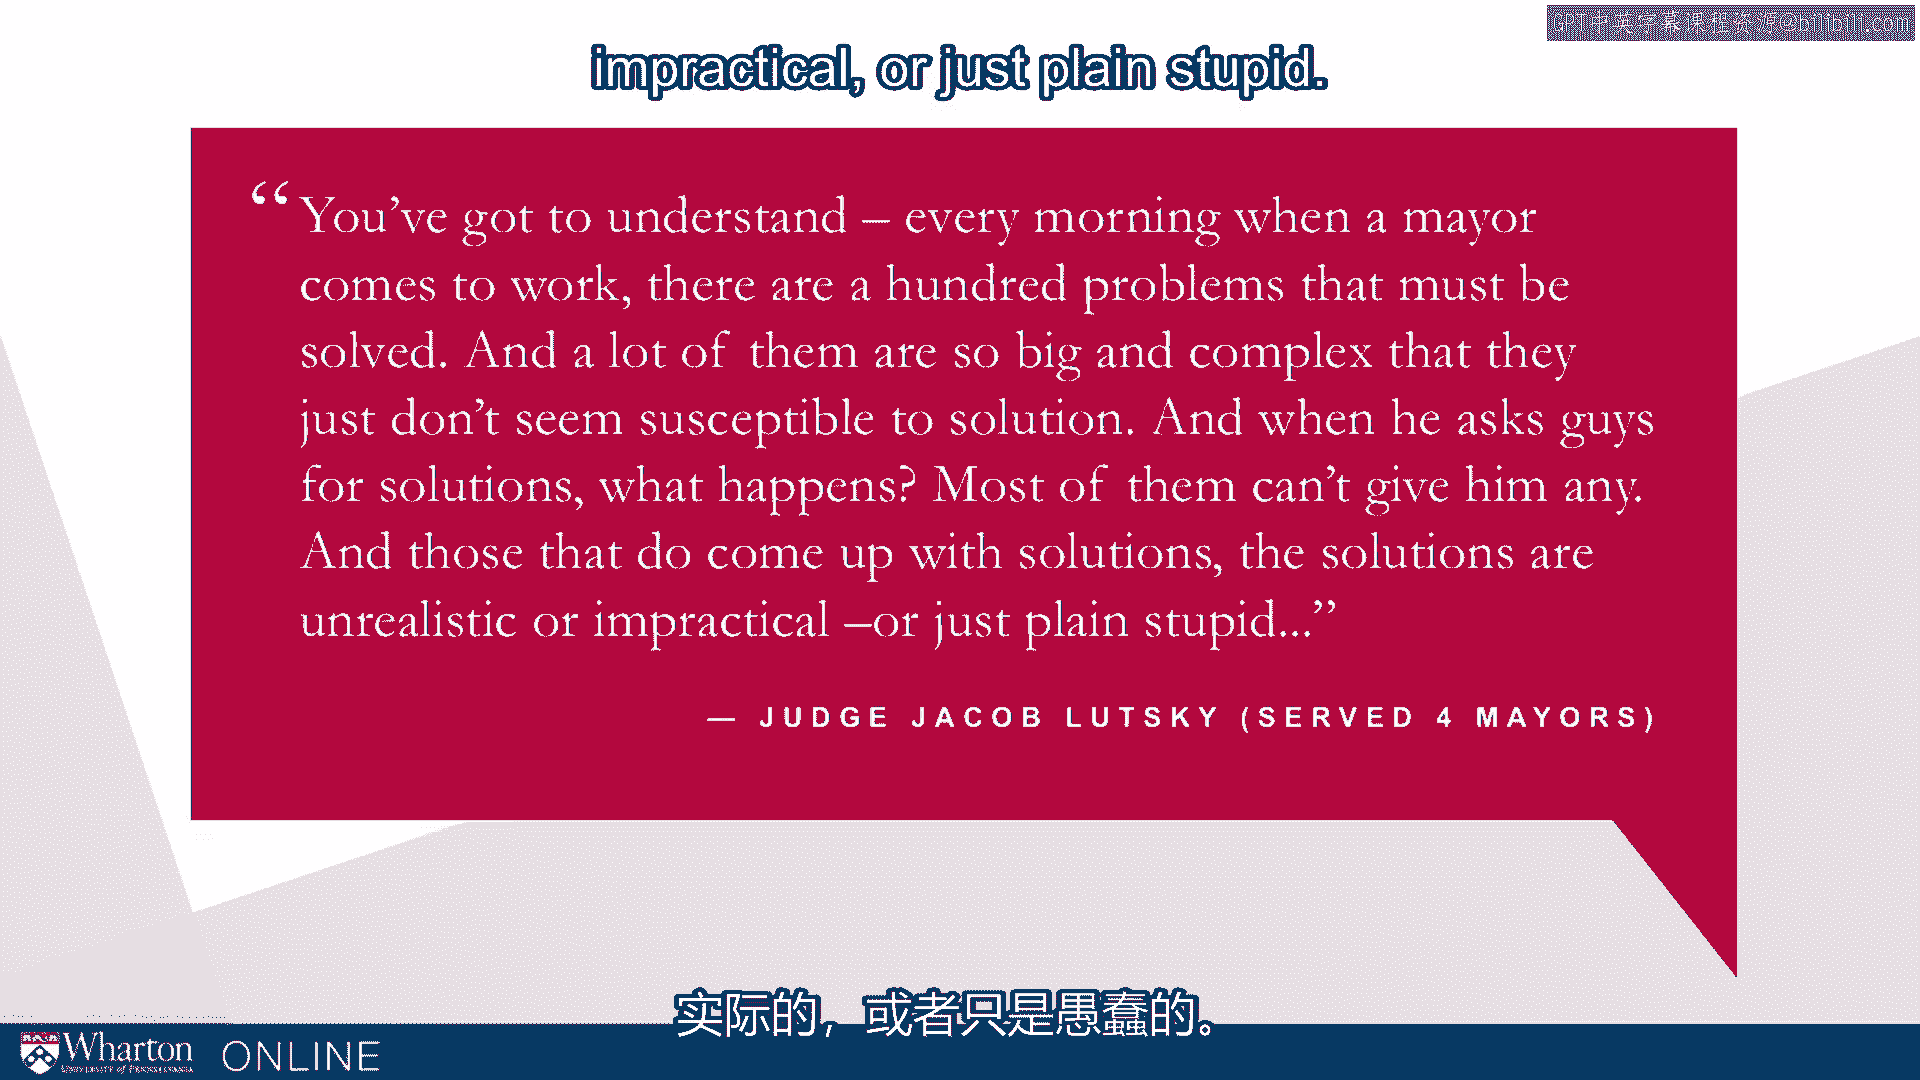 impractical, or just plain stupid.
“You’ve got to understand – every morning when a mayor
comes to work, there are a hundred problems that must be
solved. And a lot of them are so big and complex that they
just don’t seem susceptible to solution. And when he asks guys
for solutions, what happens? Most of them can’t give him any.
And those that do come up with solutions, the solutions are
unrealistic or impractical –or just plain stupid...”
— JUDGE JACOB LUTSKY (SERVED 4 MAYORS)
实际的，或者只是愚蠢的。
Wharton ONLINE
UNIVERSITY of PENNSYLVANIA